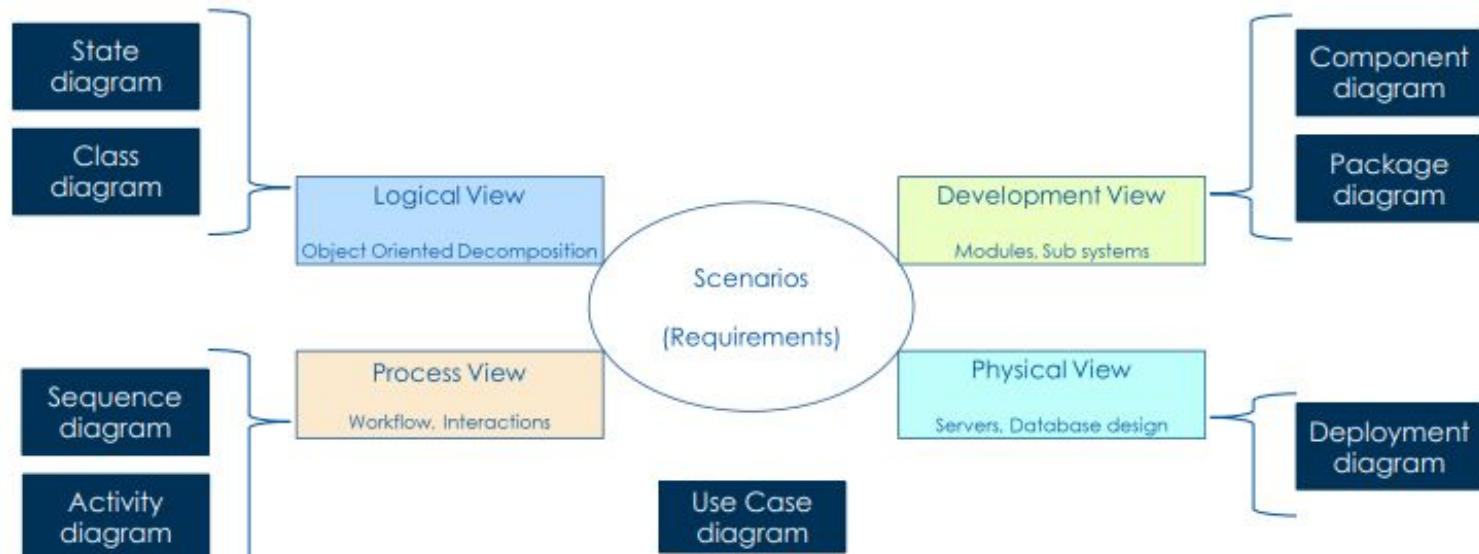 State
diagram
Class
diagram
Logical View
Object Oriented Decomposition
Component
diagram
Package
diagram
Development View
Modules, Sub systems
Scenarios
(Requirements)
Sequence
diagram
Activity
diagram
Process View
Workflow, Interactions
Physical View
Servers, Database design
Deployment
diagram
Use Case
diagram